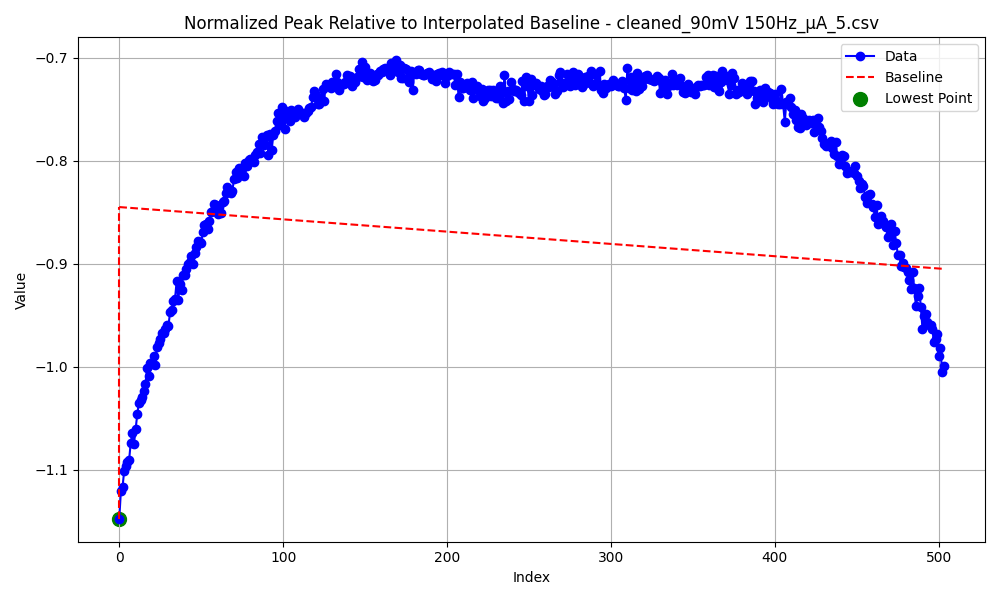 Normalized Peak Relative to Interpolated Baseline - cleaned_90mV 150Hz_μA_5.csv
Data
Baseline
Lowest Point
Value
−0.7
−0.8
−0.9
−1.0
−1.1
0 100 200 300 400 500
Index